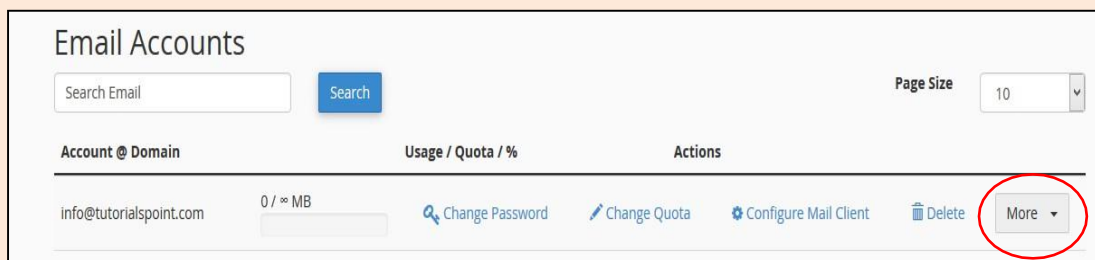 Email Accounts
Search Email Search Page Size 10
Account @ Domain Usage / Quota / % Actions
0 / ∞ MB
info@tutorialspoint.com Change Password Change Quota Configure Mail Client Delete More